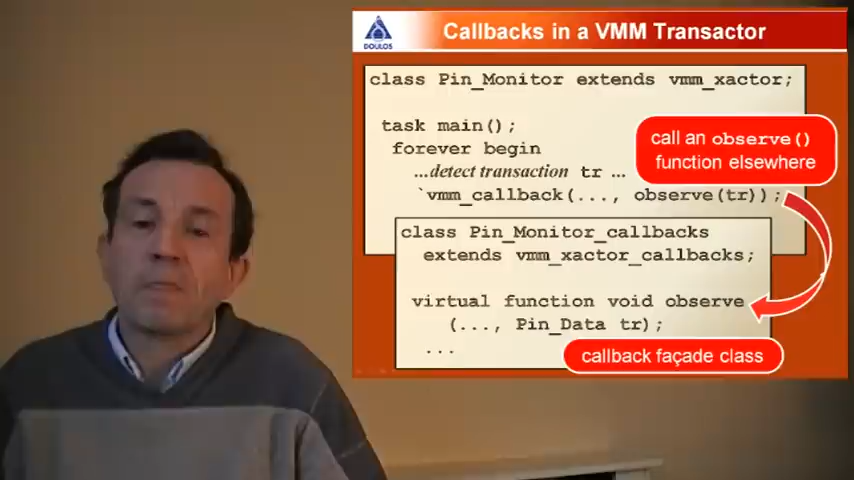 DOULOS
Callbacks in a VMM Transactor
class Pin_Monitor extends vmm_xactor;
task main();
forever begin
...detect transaction tr ...
`vmm_callback(..., observe(tr));
call an observe()
function elsewhere
class Pin_Monitor_callbacks
extends vmm_xactor_callbacks;
virtual function void observe
(..., Pin_Data tr);
...
callback façade class